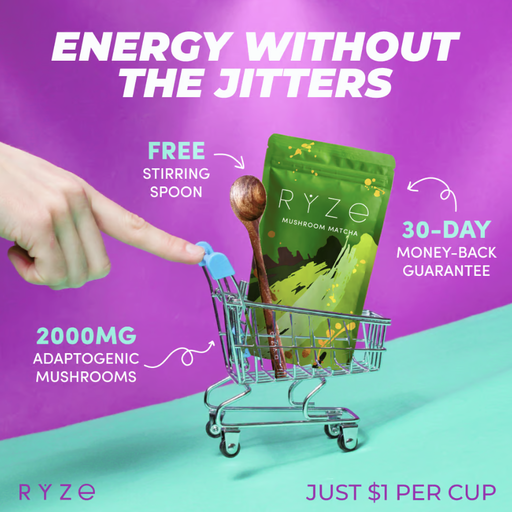 ENERGY WITHOUT
THE JITTERS
FREE
STIRRING
SPOON
RYZE
MUSHROOM MATCHA
30-DAY
MONEY-BACK
GUARANTEE
2000MG
ADAPTOGENIC
MUSHROOMS
RYZE
JUST $1 PER CUP